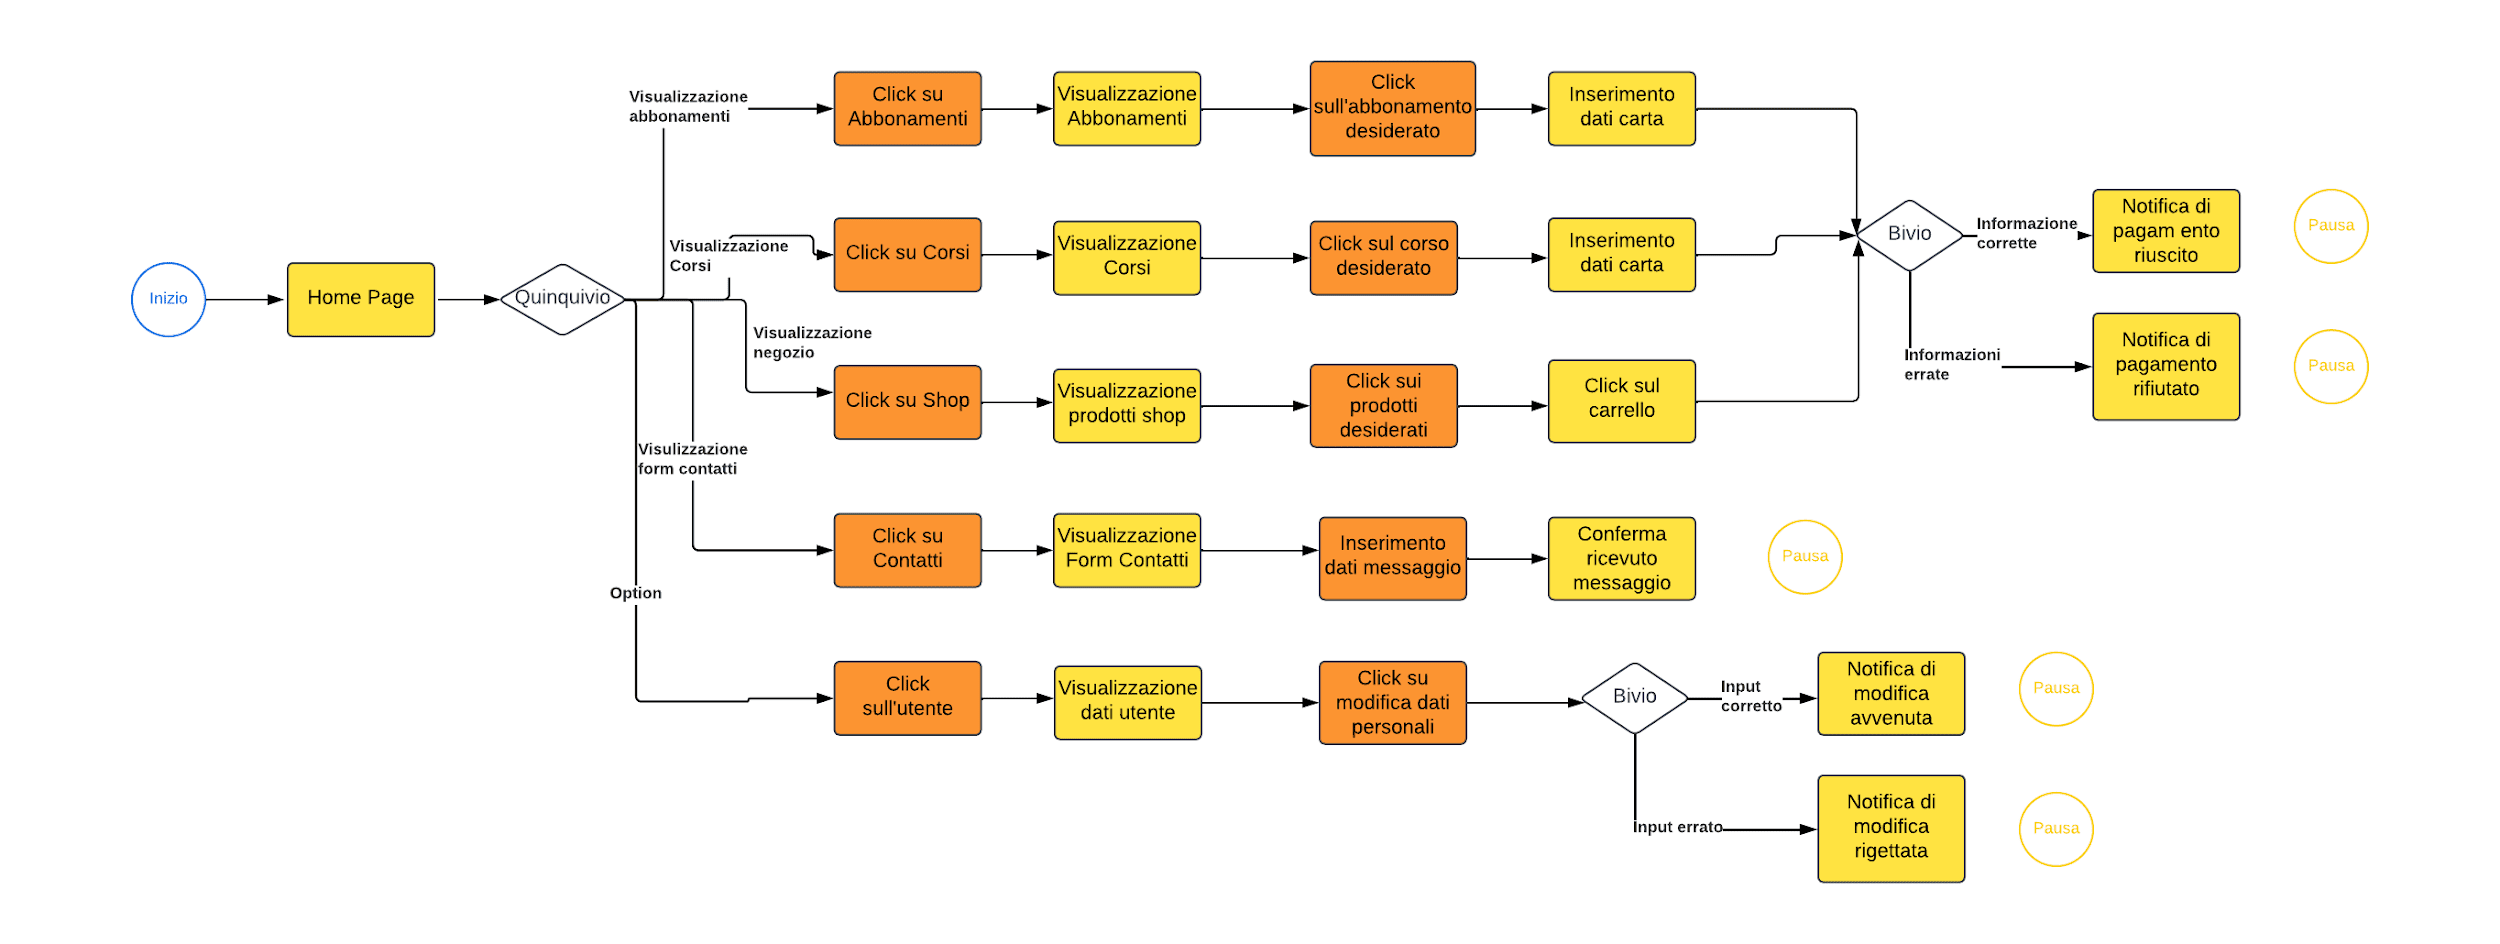 Inizio
Home Page
Quinquivio
Visualizzazione
abbonamenti
Click su
Abbonamenti
Visualizzazione
Abbonamenti
Click
sull'abbonamento
desiderato
Inserimento
dati carta
Visualizzazione
Corsi
Click su Corsi
Visualizzazione
Corsi
Click sul corso
desiderato
Inserimento
dati carta
Bivio
Informazione
corrette
Notifica di
pagam ento
riuscito
Pausa
Informazioni
errate
Notifica di
pagamento
rifiutato
Pausa
Visualizzazione
negozio
Click su Shop
Visualizzazione
prodotti shop
Click sui
prodotti
desiderati
Click sul
carrello
Visulizzazione
form contatti
Click su
Contatti
Visualizzazione
Form Contatti
Inserimento
dati messaggio
Conferma
ricevuto
messaggio
Pausa
Option
Click
sull'utente
Visualizzazione
dati utente
Click su
modifica dati
personali
Bivio
Input
corretto
Notifica di
modifica
avvenuta
Pausa
Input errato
Notifica di
modifica
rigettata
Pausa